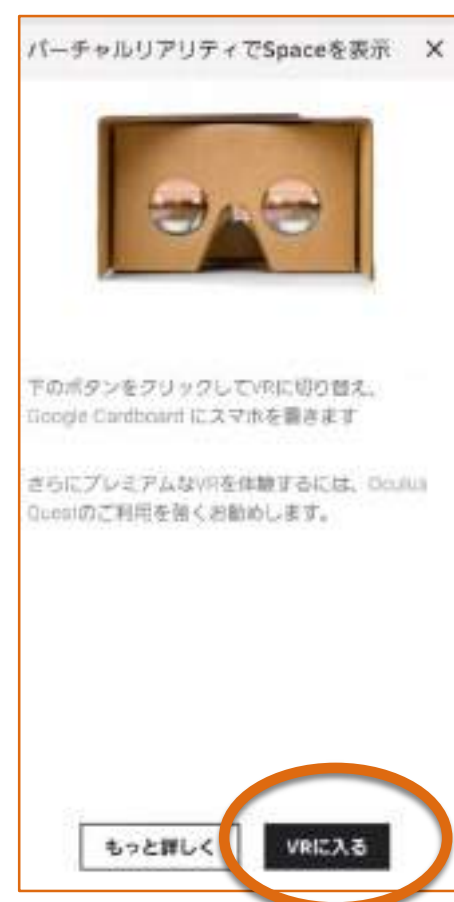 バーチャルリアリティでSpaceを表示 ×
下のボタンをクリックしてVRに切り替え、
Google Cardboard にスマホを置きます
さらにプレミアムなVRを体験するには、Oculus
Questのご利用を強くお勧めします。
もっと詳しく
VRに入る